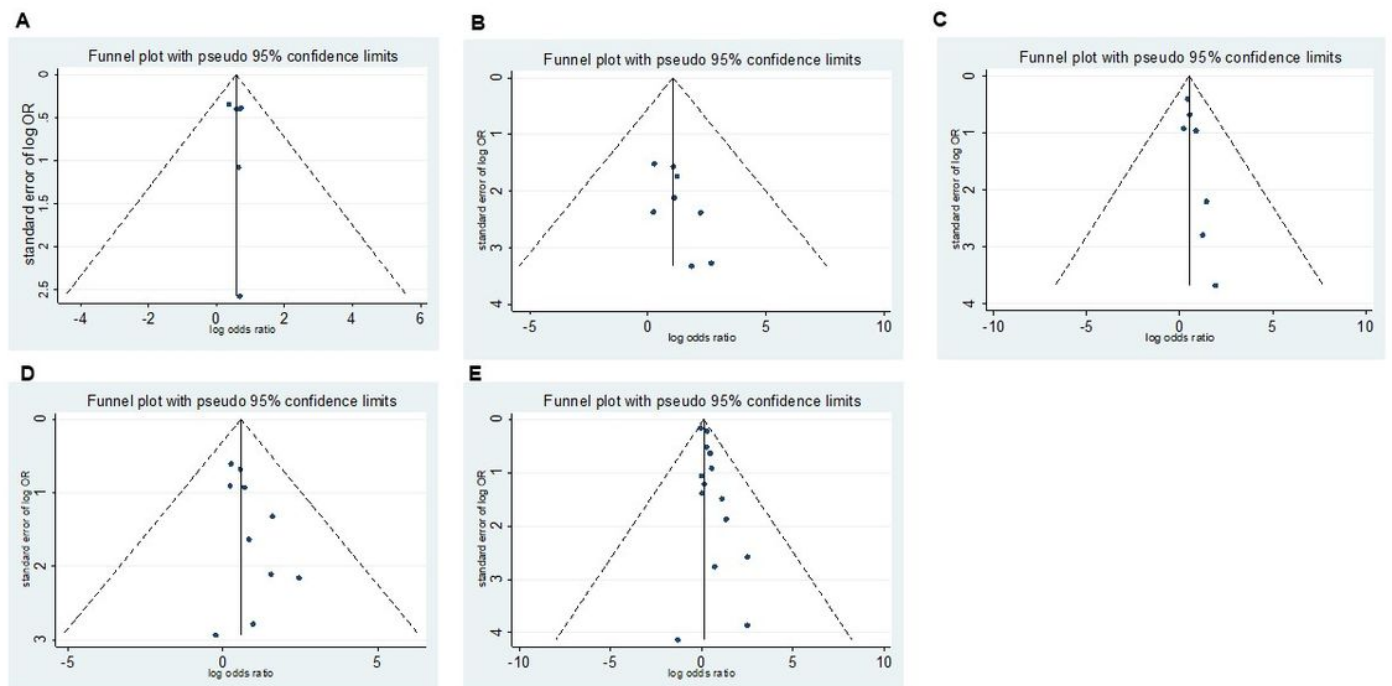 A
Funnel plot with pseudo 95% confidence limits
standard error of log OR
0
.5
1
1.5
2
2.5
-4 -2 0 2 4 6
log odds ratio
B
Funnel plot with pseudo 95% confidence limits
standard error of log OR
0
1
2
3
4
-5 0 5 10
log odds ratio
C
Funnel plot with pseudo 95% confidence limits
standard error of log OR
0
1
2
3
4
-10 -5 0 5 10
log odds ratio
D
Funnel plot with pseudo 95% confidence limits
standard error of log OR
0
1
2
3
-5 0 5
log odds ratio
E
Funnel plot with pseudo 95% confidence limits
standard error of log OR
0
1
2
3
4
-10 -5 0 5 10
log odds ratio